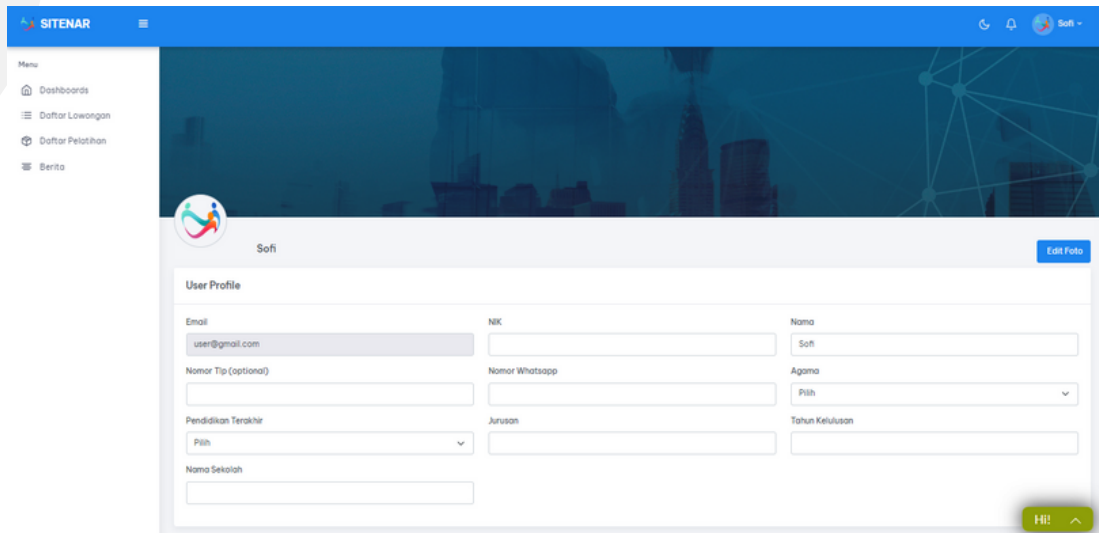 SITENAR
Sofi
Menu
Dashboards
Daftar Lowongan
Daftar Pelatihan
Berita
Sofi
Edit Foto
User Profile
Email
NIK
Nama
user@gmail.com
Sofi
Nomor Tlp (optional)
Nomor Whatsapp
Agama
Pilih
Pendidikan Terakhir
Jurusan
Tahun Kelulusan
Pilih
Nama Sekolah
Hi!